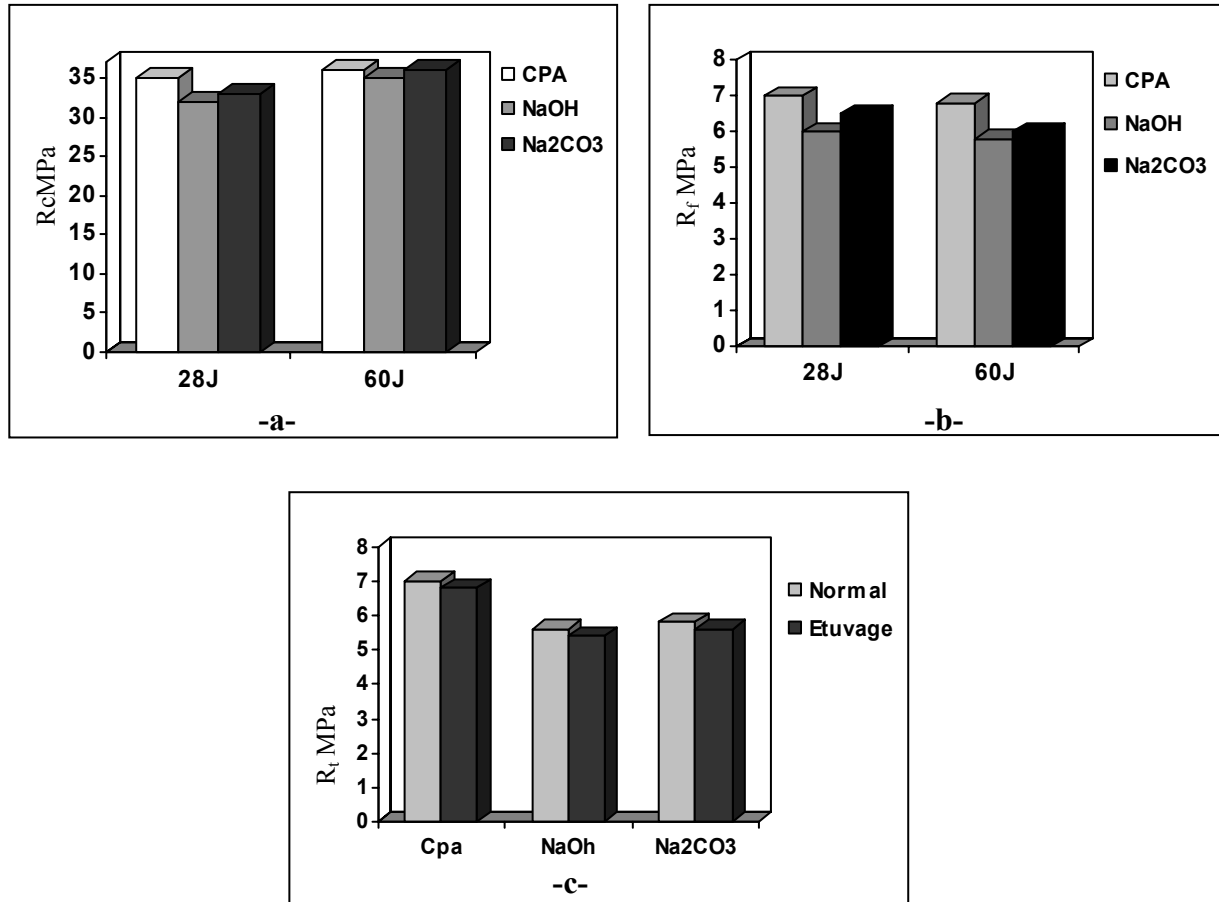 35
30
25
20
15
10
5
0
RcMPa
28J 60J
CPA
NaOH
Na2CO3
-a-
8
7
6
5
4
3
2
1
0
Rf MPa
28J 60J
CPA
NaOH
Na2CO3
-b-
8
7
6
5
4
3
2
1
0
Rt MPa
Cpa NaOh Na2CO3
Normal
Etuvage
-c-